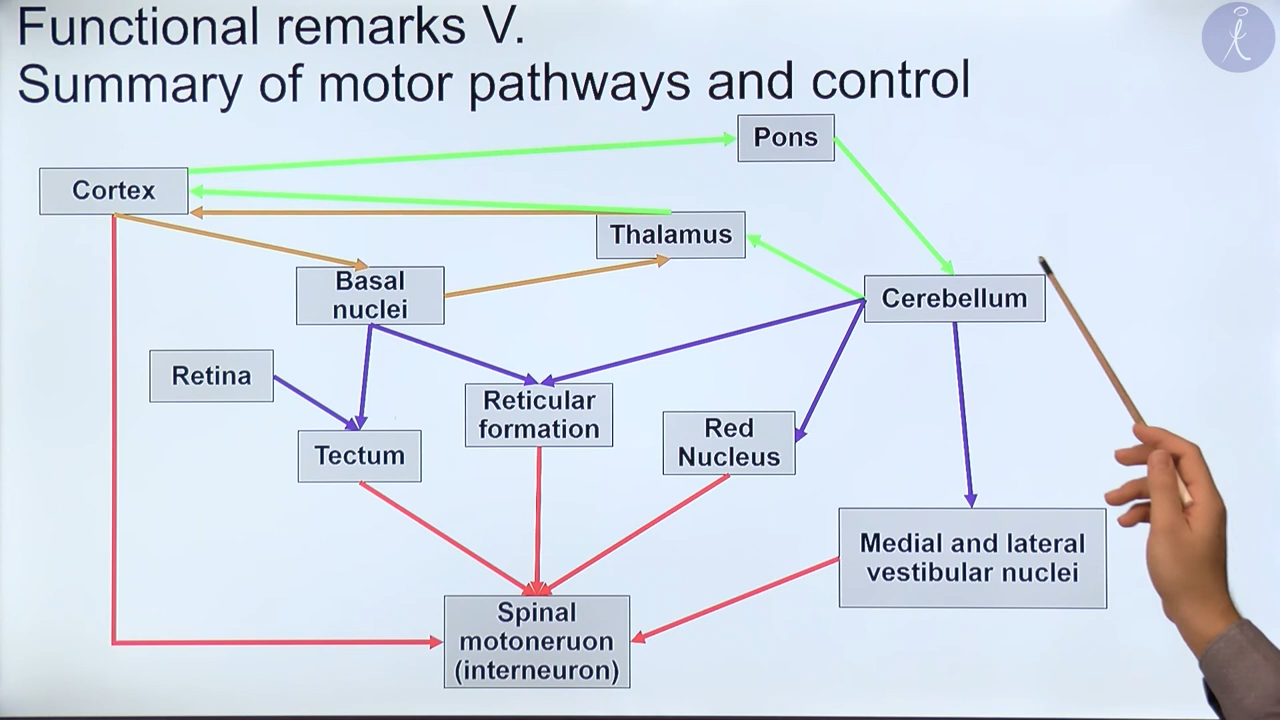 Functional remarks V.
Summary of motor pathways and control
Pons
Cortex
Thalamus
Basal
nuclei
Cerebellum
Retina
Reticular
formation
Red
Nucleus
Tectum
Medial and lateral
vestibular nuclei
Spinal
motoneruon
(interneuron)